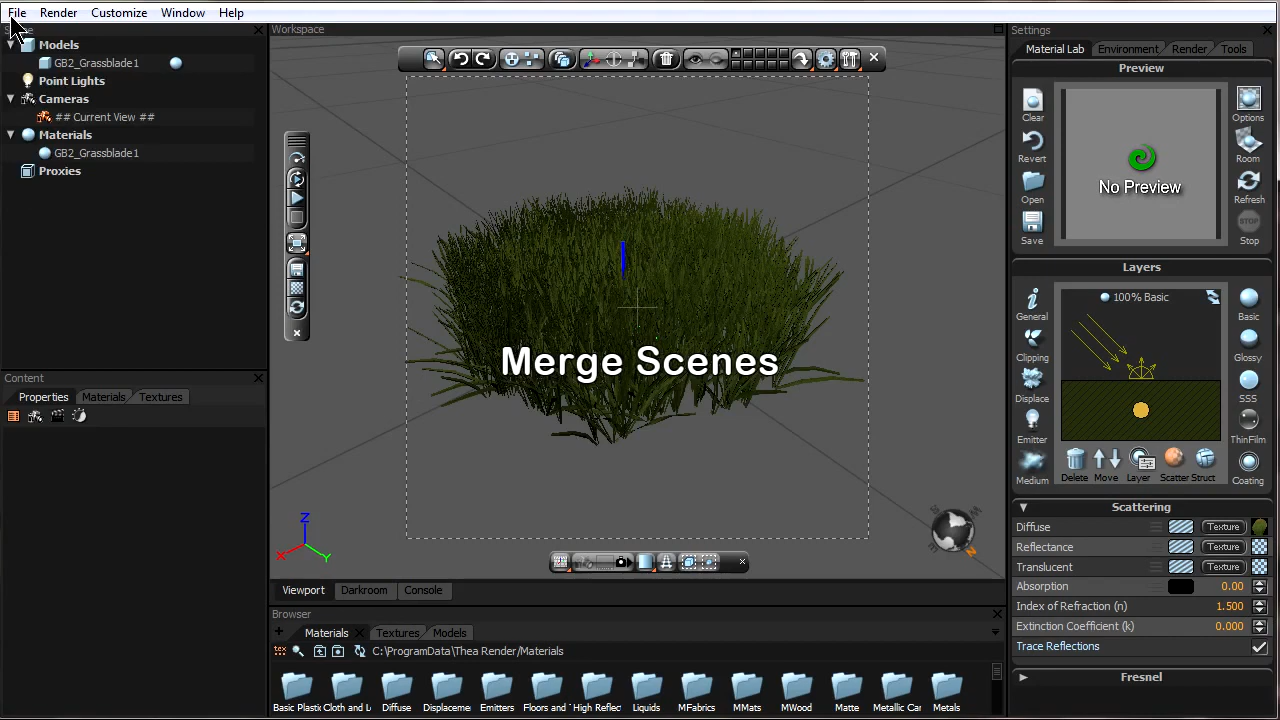 File Render Customize Window Help
Workspace
Settings
Models
GB2_Grassblade1
Point Lights
Cameras
## Current View ##
Materials
GB2_Grassblade1
Proxies
Content
Properties Materials Textures
Merge Scenes
Z
X
Y
N
Viewport Darkroom Console
Browser
Materials Textures Models
C:\ProgramData\Thea Render/Materials
Basic Plastic Cloth and L Diffuse Displaceme Emitters Floors and High Reflect Liquids MFabrics MMats MWood Matte Metallic Car Metals
Material Lab Environment Render Tools
Preview
Clear
Revert
Open
Save
No Preview
Options
Room
Refresh
STOP
Stop
Layers
General
Clipping
Displace
Emitter
Medium
100% Basic
Basic
Glossy
SSS
ThinFilm
Coating
Delete Move Layer Scatter Struct
Scattering
Diffuse Texture
Reflectance Texture
Translucent Texture
Absorption 0.00
Index of Refraction (n) 1.500
Extinction Coefficient (k) 0.000
Trace Reflections
Fresnel